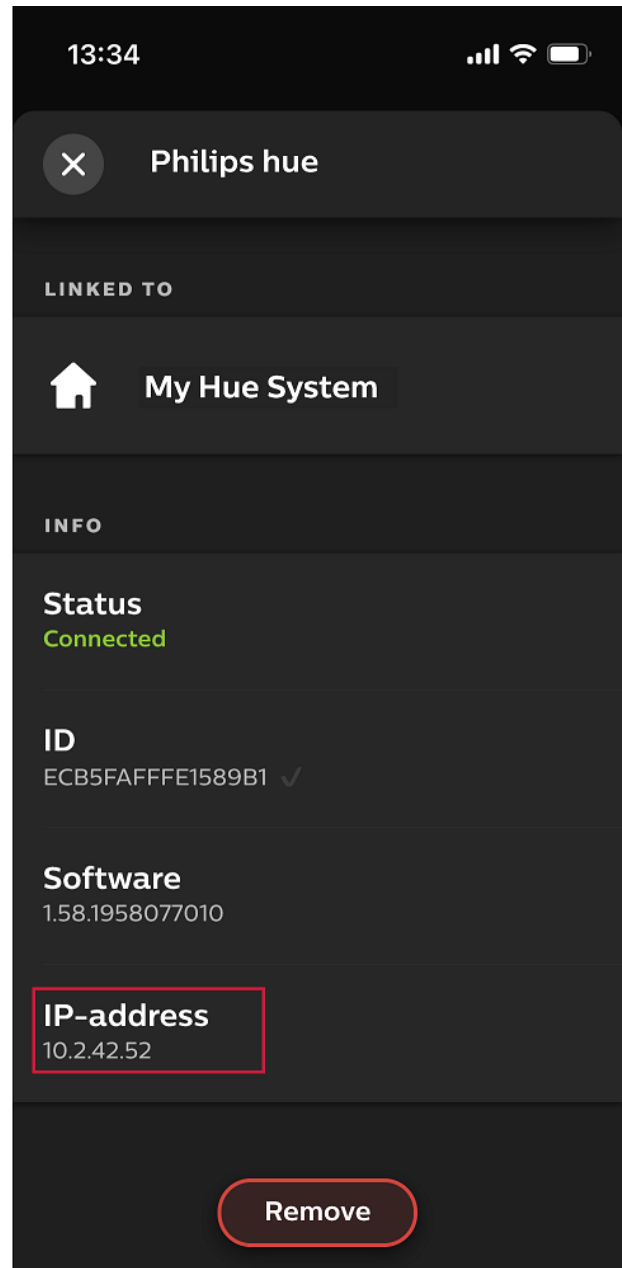 13:34
Philips hue
LINKED TO
My Hue System
INFO
Status
Connected
ID
ECB5FAFFFE1589B1
Software
1.58.1958077010
IP-address
10.2.42.52
Remove